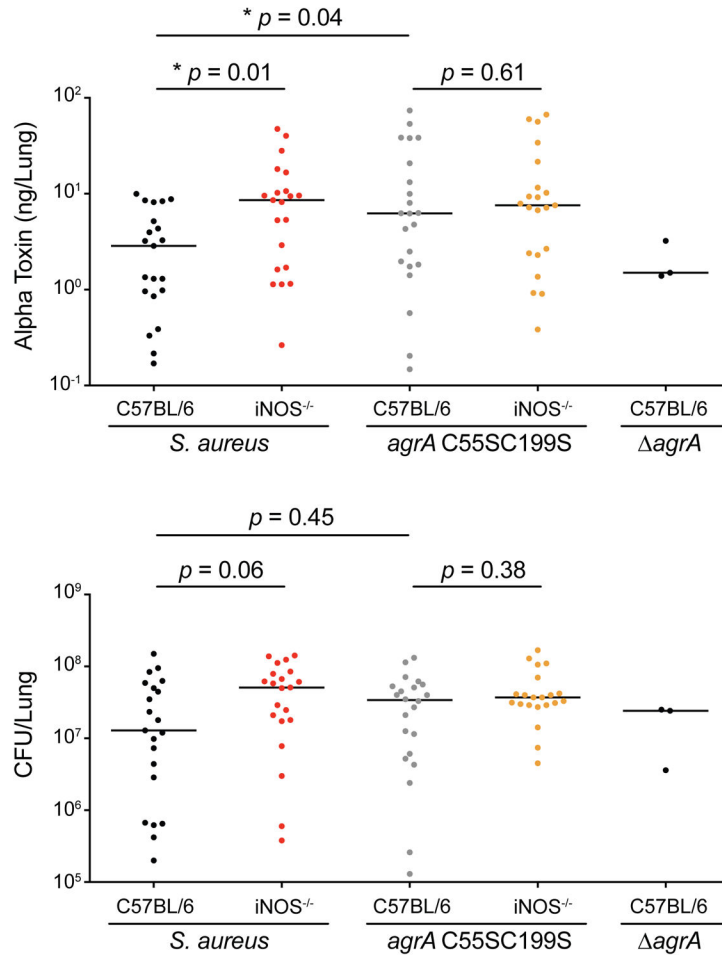 * p = 0.04
* p = 0.01
p = 0.61
Alpha Toxin (ng/Lung)
10²
10¹
10⁰
10⁻¹
C57BL/6 iNOS⁻/⁻ C57BL/6 iNOS⁻/⁻ C57BL/6
S. aureus agrA C55SC199S ΔagrA
p = 0.45
p = 0.06
p = 0.38
CFU/Lung
10⁹
10⁸
10⁷
10⁶
10⁵
C57BL/6 iNOS⁻/⁻ C57BL/6 iNOS⁻/⁻ C57BL/6
S. aureus agrA C55SC199S ΔagrA